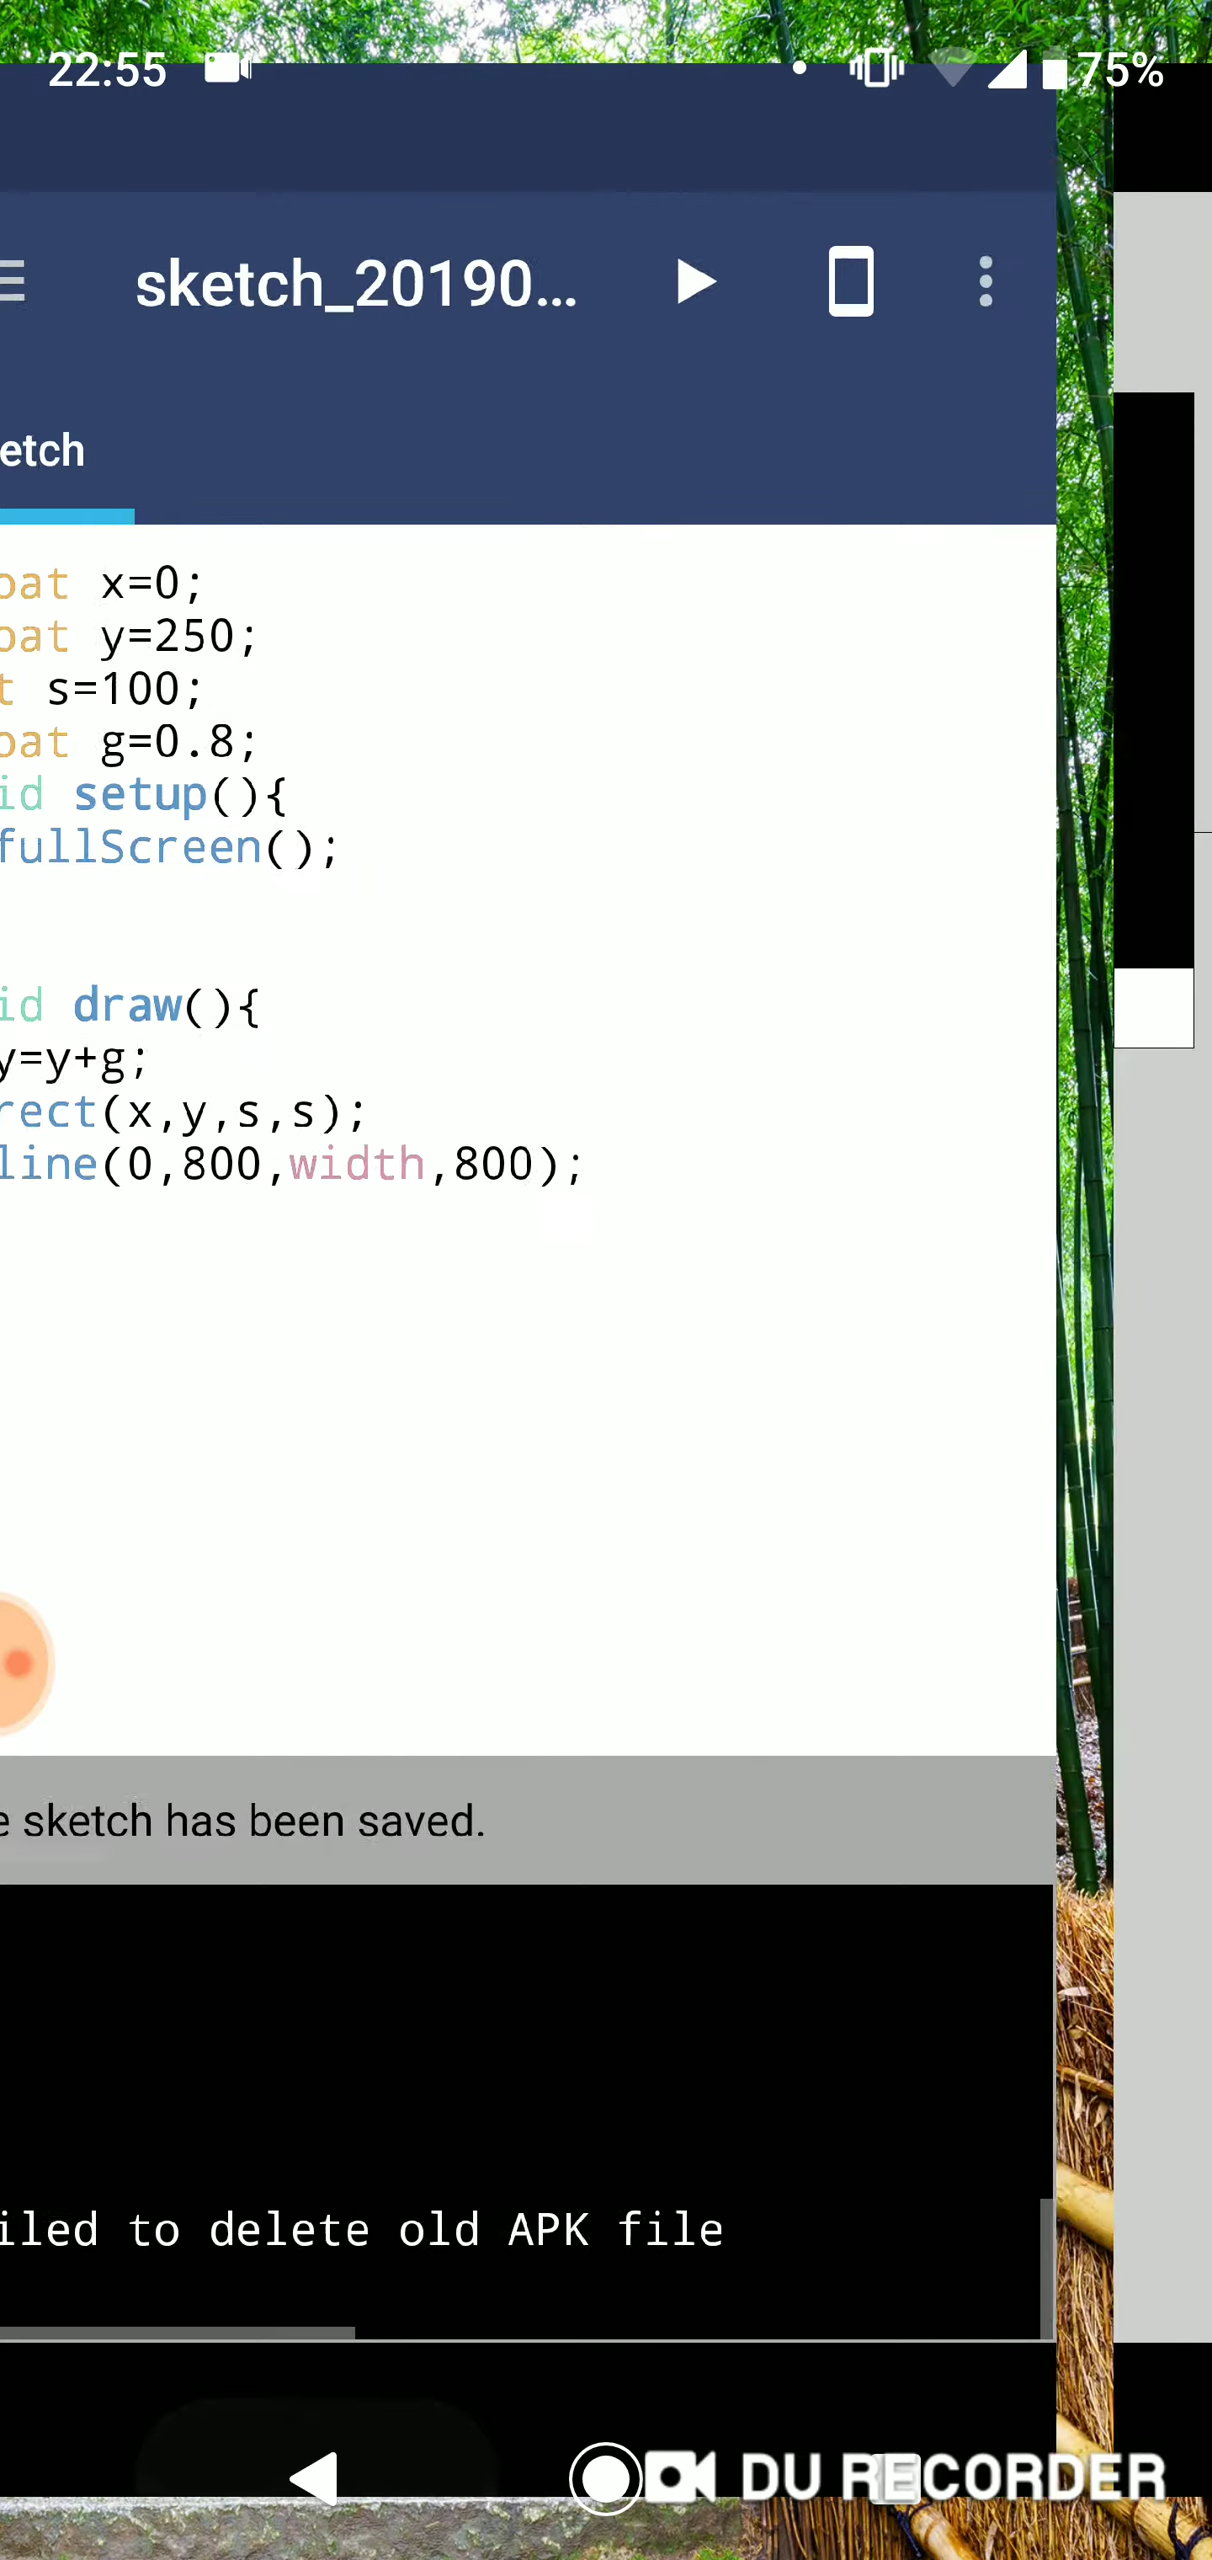 22:55 75%
sketch_20190...
etch
oat x=0;
oat y=250;
t s=100;
oat g=0.8;
id setup(){
fullScreen();
id draw(){
y=y+g;
rect(x,y,s,s);
line(0,800,width,800);
e sketch has been saved.
iled to delete old APK file
DU RECORDER